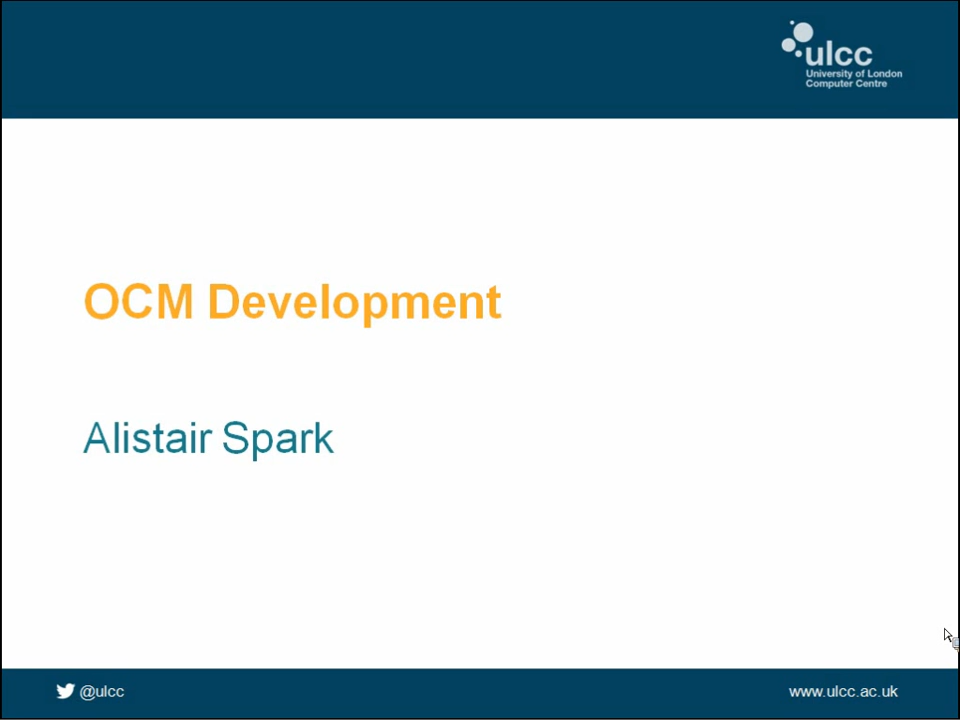 ulcc
University of London
Computer Centre
OCM Development
Alistair Spark
@ulcc
www.ulcc.ac.uk